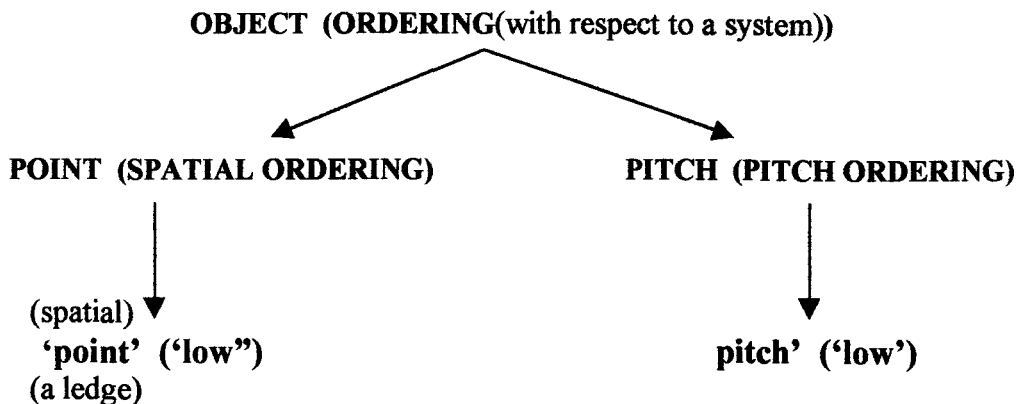 OBJECT (ORDERING(with respect to a system))
POINT (SPATIAL ORDERING) PITCH (PITCH ORDERING)
(spatial)
‘point’ (‘low”) pitch’ (‘low’)
(a ledge)